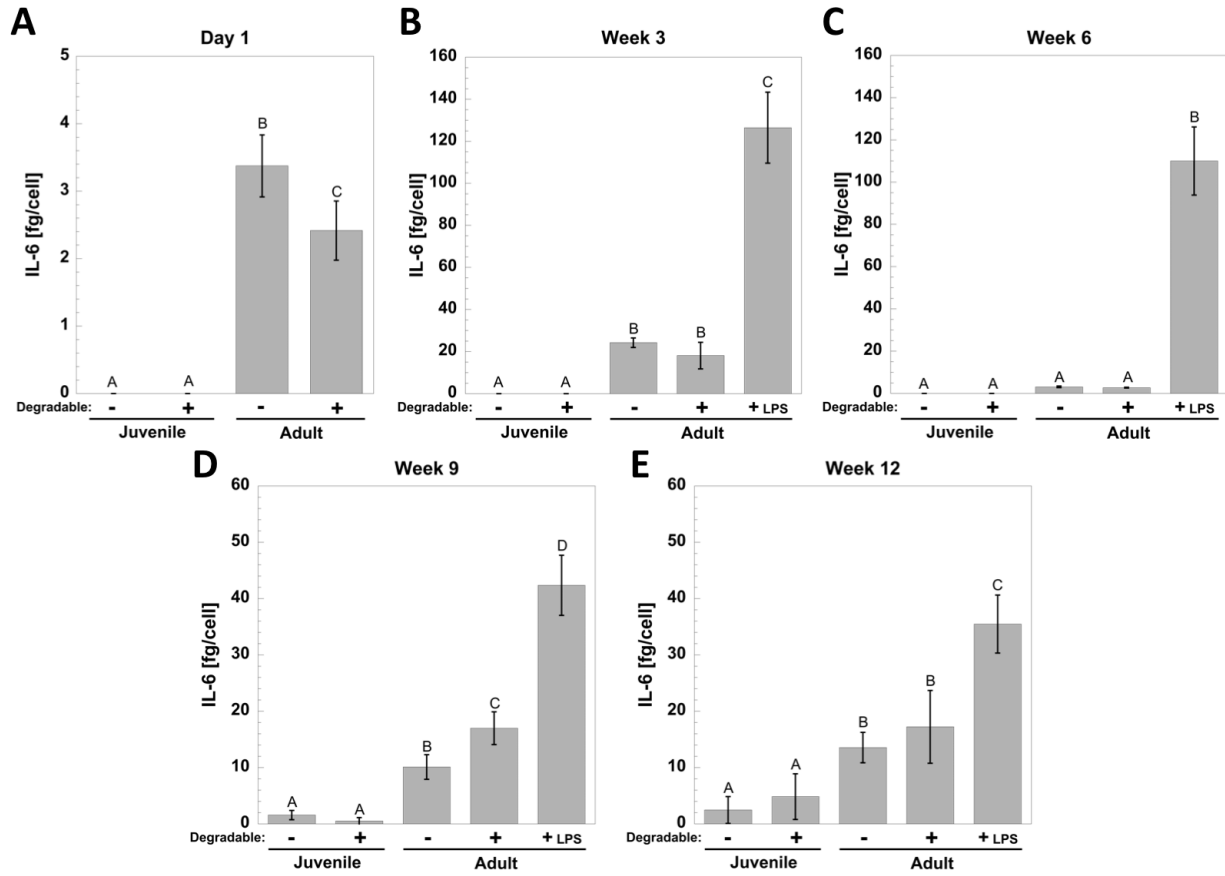 A
Day 1
IL-6 [fg/cell]
5
4
3
2
1
0
A
A
B
C
Degradable:
- + - +
Juvenile Adult
B
Week 3
IL-6 [fg/cell]
160
140
120
100
80
60
40
20
0
A
A
B
B
C
Degradable:
- + - + + LPS
Juvenile Adult
C
Week 6
IL-6 [fg/cell]
160
140
120
100
80
60
40
20
0
A
A
A
A
B
Degradable:
- + - + + LPS
Juvenile Adult
D
Week 9
IL-6 [fg/cell]
60
50
40
30
20
10
0
A
A
B
C
D
Degradable:
- + - + + LPS
Juvenile Adult
E
Week 12
IL-6 [fg/cell]
60
50
40
30
20
10
0
A
A
B
B
C
Degradable:
- + - + + LPS
Juvenile Adult